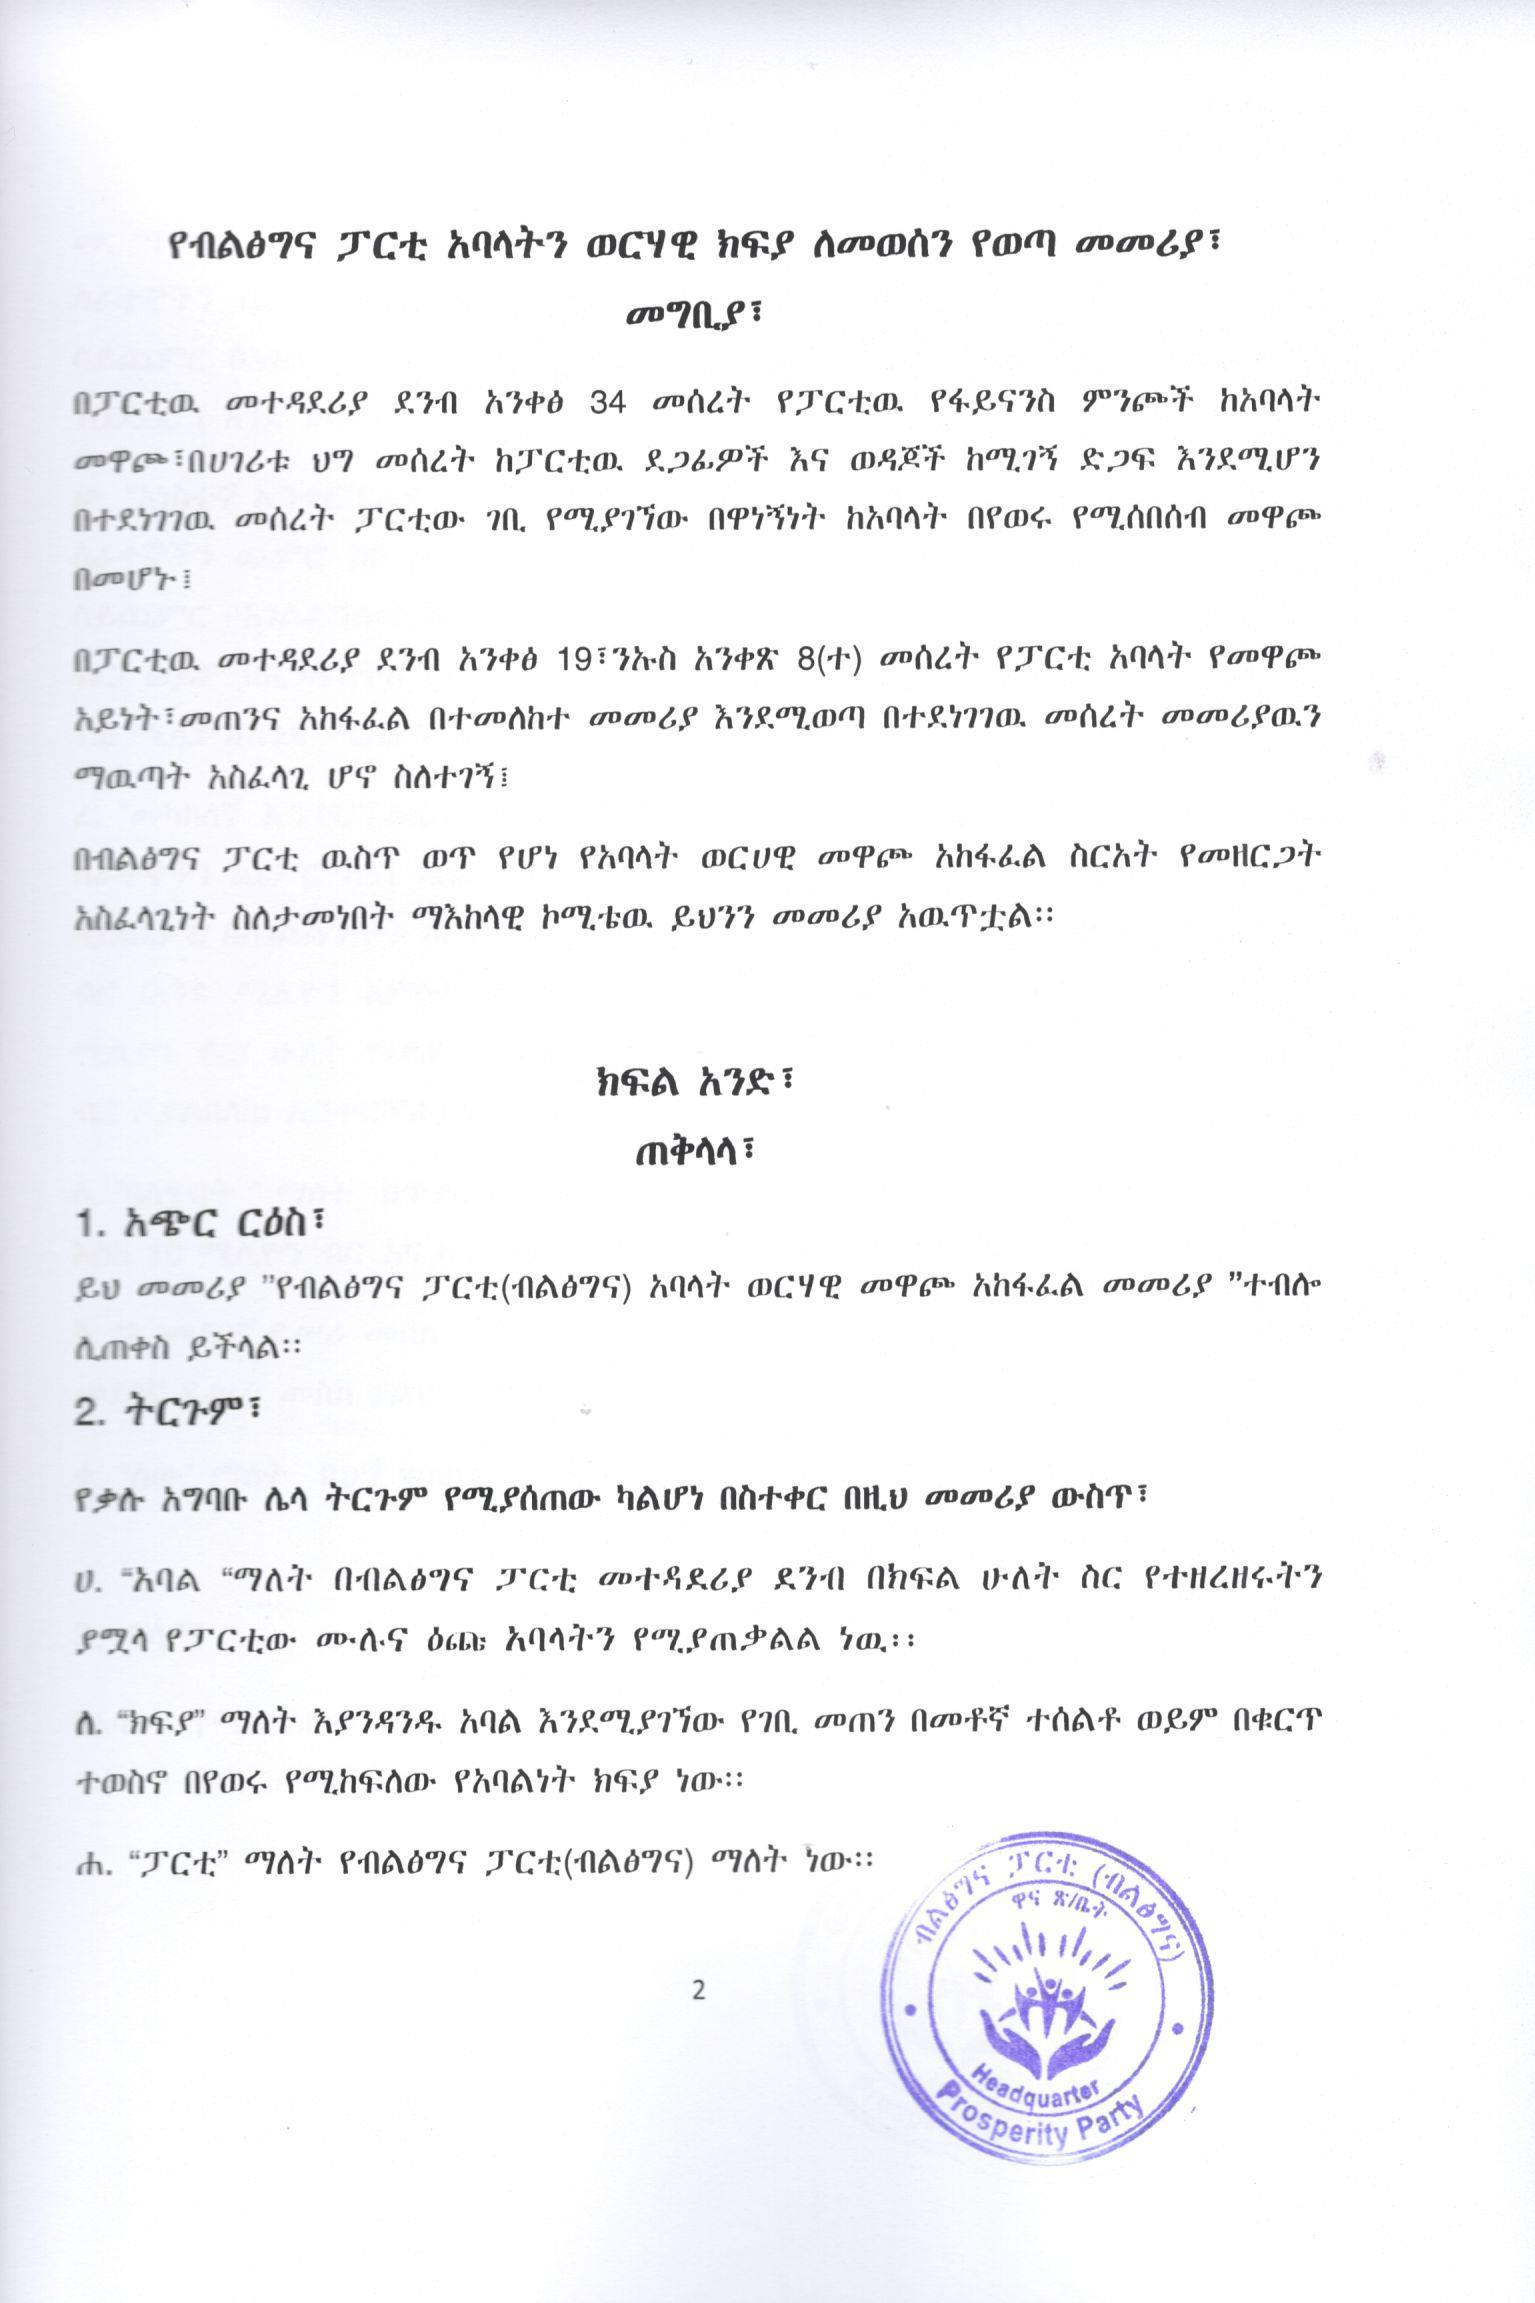 የብልፅግና ፓርቲ አባላትን ወርሃዊ ክፍያ ለመወሰን የወጣ መመሪያ፣
መግቢያ፣
በፓርቲዉ መተዳደሪያ ደንብ አንቀፅ 34 መሰረት የፓርቲዉ የፋይናንስ ምንጮች ከአባላት
መዋጮ፣በሀገሪቱ ህግ መሰረት ከፓርቲዉ ደጋፊዎች እና ወዳጆች ከሚገኝ ድጋፍ እንደሚሆን
በተደነገገዉ መሰረት ፓርቲው ገቢ የሚያገኘው በዋነኝነት ከአባላት በየወሩ የሚሰበሰብ መዋጮ
በመሆኑ፤
በፓርቲዉ መተዳደሪያ ደንብ አንቀፅ 19፣ንኡስ አንቀጽ 8(ተ) መሰረት የፓርቲ አባላት የመዋጮ
አይነት፣መጠንና አከፋፈል በተመለከተ መመሪያ እንደሚወጣ በተደነገገዉ መሰረት መመሪያዉን
ማዉጣት አስፈላጊ ሆኖ ስለተገኝ፤
በብልፅግና ፓርቲ ዉስጥ ወጥ የሆነ የአባላት ወርሀዊ መዋጮ አከፋፈል ስርአት የመዘርጋት
አስፈላጊነት ስለታመነበት ማእከላዊ ኮሚቴዉ ይህንን መመሪያ አዉጥቷል።
ክፍል አንድ፣
ጠቅላላ፣
1. አጭር ርዕስ፣
ይህ መመሪያ ”የብልፅግና ፓርቲ(ብልፅግና) አባላት ወርሃዊ መዋጮ አከፋፈል መመሪያ ”ተብሎ
ሊጠቀስ ይችላል።
2. ትርጉም፣
የቃሉ አግባቡ ሌላ ትርጉም የሚያሰጠው ካልሆነ በስተቀር በዚህ መመሪያ ውስጥ፣
ሀ. “አባል “ማለት በብልፅግና ፓርቲ መተዳደሪያ ደንብ በክፍል ሁለት ስር የተዘረዘሩትን
ያሟላ የፓርቲው ሙሉና ዕጩ አባላትን የሚያጠቃልል ነዉ፡፡
ለ. “ክፍያ” ማለት እያንዳንዱ አባል እንደሚያገኘው የገቢ መጠን በመቶኛ ተሰልቶ ወይም በቁርጥ
ተወስኖ በየወሩ የሚከፍለው የአባልነት ክፍያ ነው።
ሐ. “ፓርቲ” ማለት የብልፅግና ፓርቲ(ብልፅግና) ማለት ነው።
ብልፅግና ፓርቲ (ብልፅግና)
ዋና ጽ/ቤት
Headquarter
Prosperity Party
2